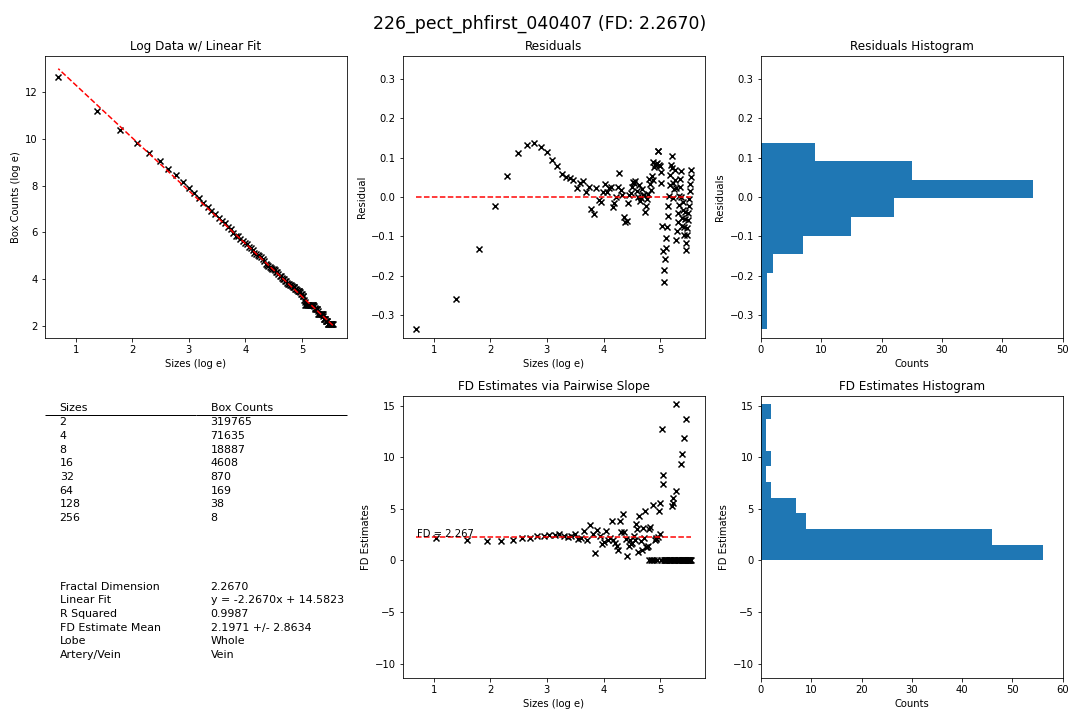 226_pect_phfirst_040407 (FD: 2.2670)
Log Data w/ Linear Fit
Box Counts (log e)
12
10
8
6
4
2
1 2 3 4 5
Sizes (log e)
Residuals
Residual
0.3
0.2
0.1
0.0
−0.1
−0.2
−0.3
1 2 3 4 5
Sizes (log e)
Residuals Histogram
Residuals
0.3
0.2
0.1
0.0
−0.1
−0.2
−0.3
0 10 20 30 40 50
Counts
Sizes Box Counts
2 319765
4 71635
8 18887
16 4608
32 870
64 169
128 38
256 8
Fractal Dimension 2.2670
Linear Fit y = -2.2670x + 14.5823
R Squared 0.9987
FD Estimate Mean 2.1971 +/- 2.8634
Lobe Whole
Artery/Vein Vein
FD Estimates via Pairwise Slope
FD Estimates
15
10
5
0
−5
−10
FD = 2.267
1 2 3 4 5
Sizes (log e)
FD Estimates Histogram
FD Estimates
15
10
5
0
−5
−10
0 10 20 30 40 50 60
Counts